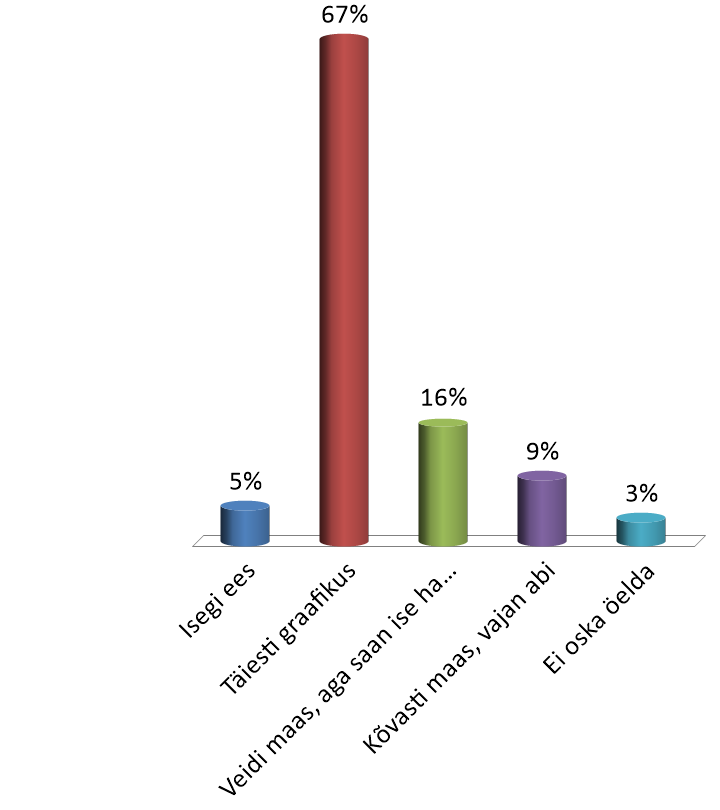 67%
16%
9%
5%
3%
Isegi ees
Täiesti graafikus
Veidi maas, aga saan ise ha...
Kõvasti maas, vajan abi
Ei oska öelda